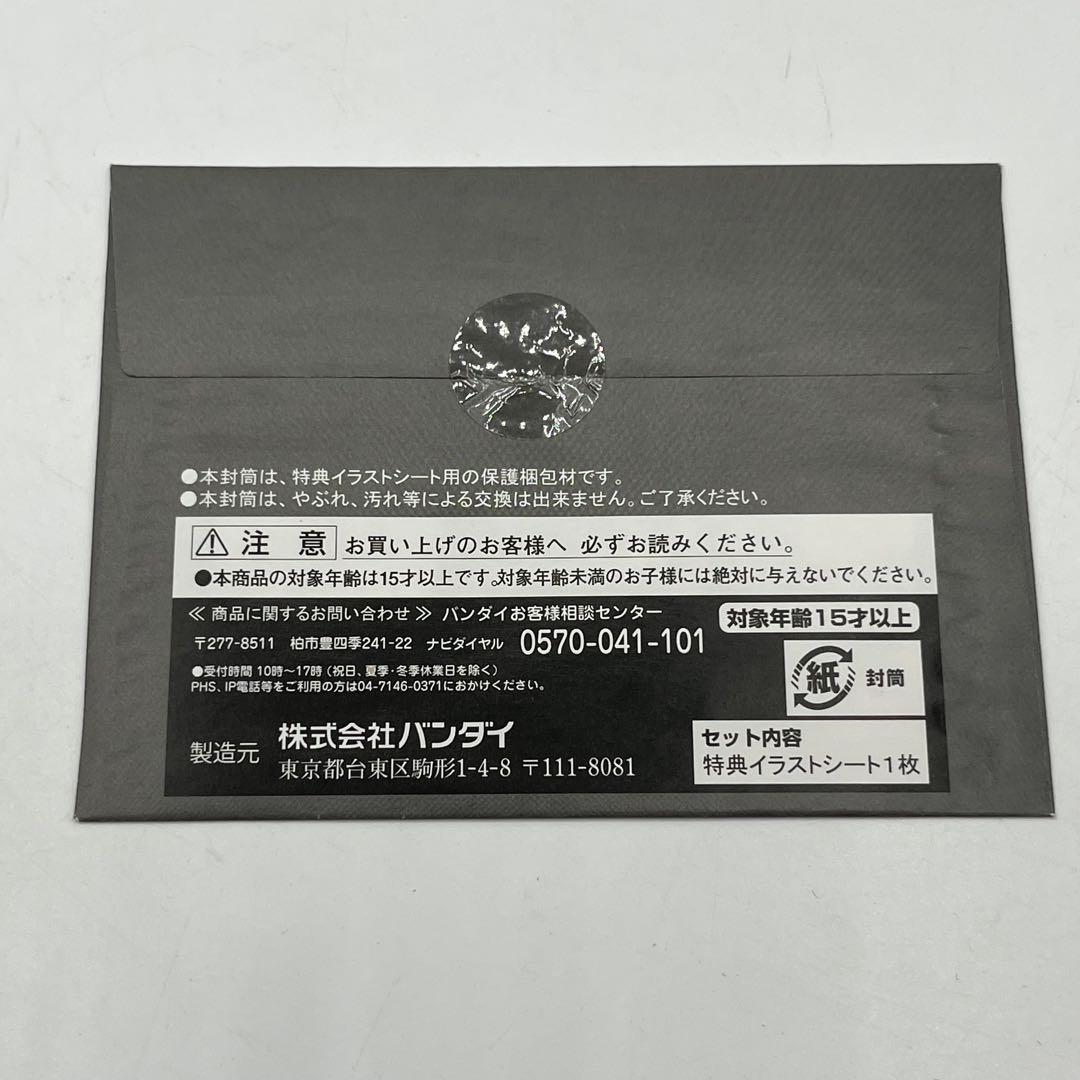 ●本封筒は、特典イラストシート用の保護梱包材です。
●本封筒は、やぶれ、汚れ等による交換は出来ません。ご了承ください。
注 意 お買い上げのお客様へ 必ずお読みください。
●本商品の対象年齢は15才以上です。対象年齢未満のお子様には絶対に与えないでください。
≪ 商品に関するお問い合わせ ≫ バンダイお客様相談センター
〒277-8511 柏市豊四季241-22 ナビダイヤル 0570-041-101
●受付時間 10時～17時（祝日、夏季・冬季休業日を除く）
PHS、IP電話等をご利用の方は04-7146-0371におかけください。
対象年齢15才以上
紙 封筒
製造元 株式会社バンダイ
東京都台東区駒形1-4-8 〒111-8081
セット内容
特典イラストシート1枚